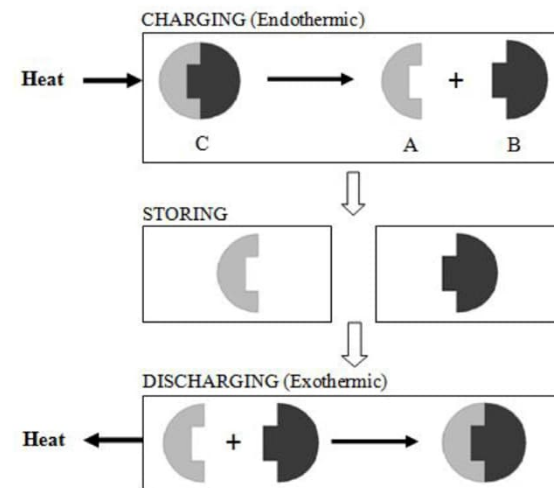 CHARGING (Endothermic)
Heat
+
C
A
B
STORING
DISCHARGING (Exothermic)
Heat
+